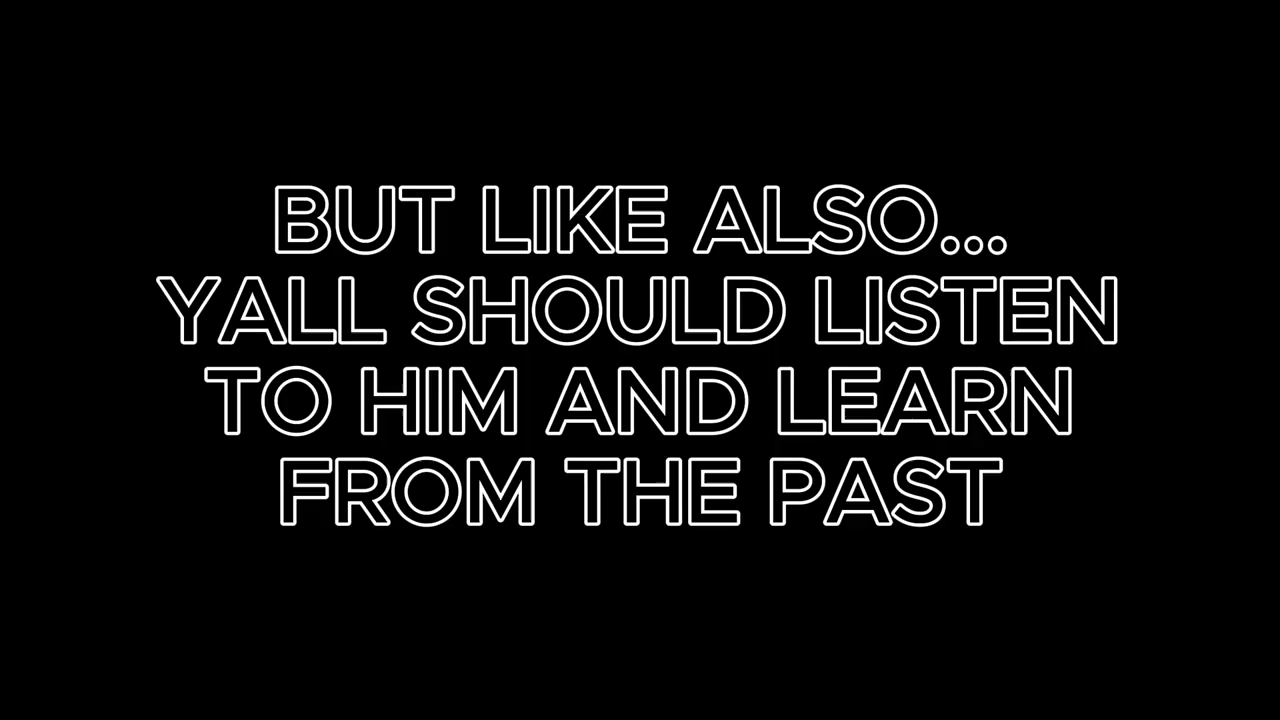 BUT LIKE ALSO...
YALL SHOULD LISTEN
TO HIM AND LEARN
FROM THE PAST